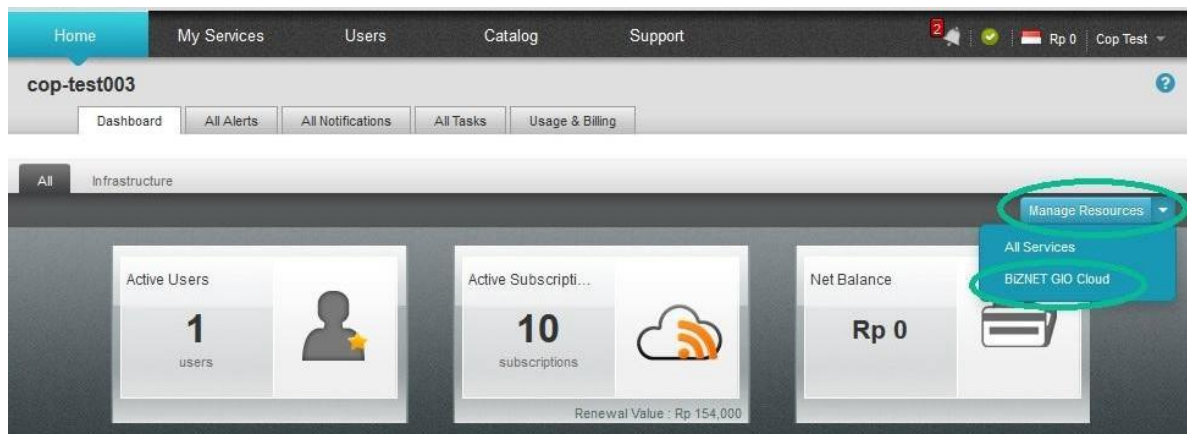 Home My Services Users Catalog Support 2 Rp 0 Cop Test
cop-test003 ?
Dashboard All Alerts All Notifications All Tasks Usage & Billing
All Infrastructure
Manage Resources
All Services
BiZNET GIO Cloud
Active Users
1
users
Active Subscripti...
10
subscriptions
Renewal Value : Rp 154,000
Net Balance
Rp 0